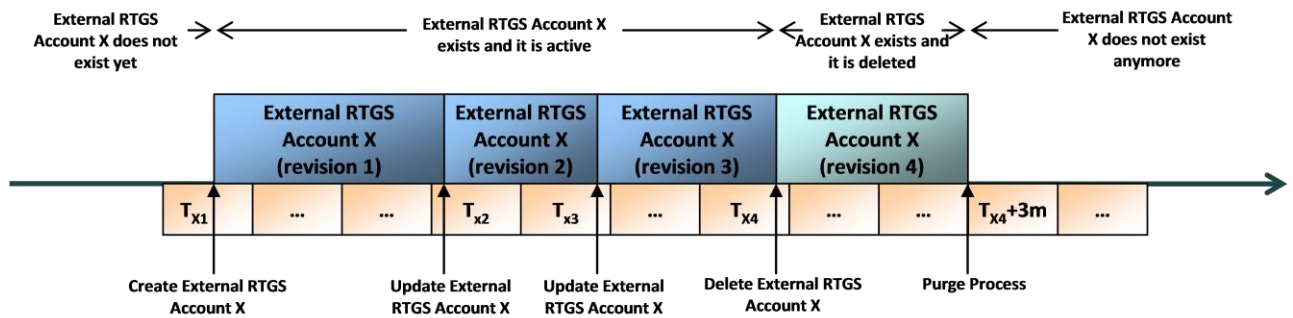 External RTGS
Account X does not
exist yet
External RTGS Account X
exists and it is active
External RTGS
Account X exists and
it is deleted
External RTGS Account
X does not exist
anymore
External RTGS
Account X
(revision 1)
External RTGS
Account X
(revision 2)
External RTGS
Account X
(revision 3)
External RTGS
Account X
(revision 4)
TX1
...
...
Tx2
Tx3
...
TX4
...
...
TX4+3m
...
Create External RTGS
Account X
Update External
RTGS Account X
Update External
RTGS Account X
Delete External RTGS
Account X
Purge Process